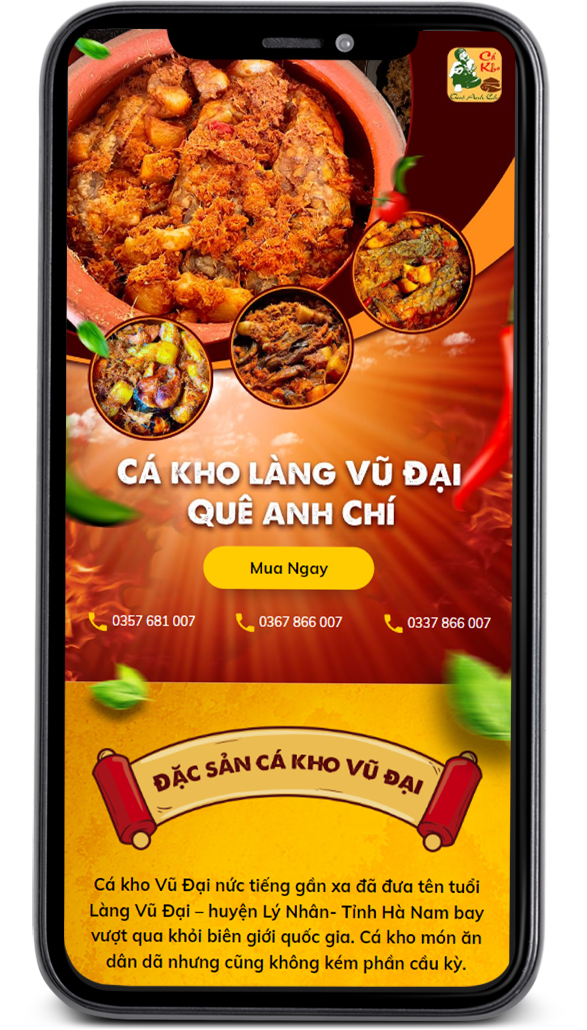 Cá
Kho
CÁ KHO LÀNG VŨ ĐẠI
QUÊ ANH CHÍ
Mua Ngay
0357 681 007 0367 866 007 0337 866 007
ĐẶC SẢN CÁ KHO VŨ ĐẠI
Cá kho Vũ Đại nức tiếng gần xa đã đưa tên tuổi
Làng Vũ Đại – huyện Lý Nhân- Tỉnh Hà Nam bay
vượt qua khỏi biên giới quốc gia. Cá kho món ăn
dân dã nhưng cũng không kém phần cầu kỳ.